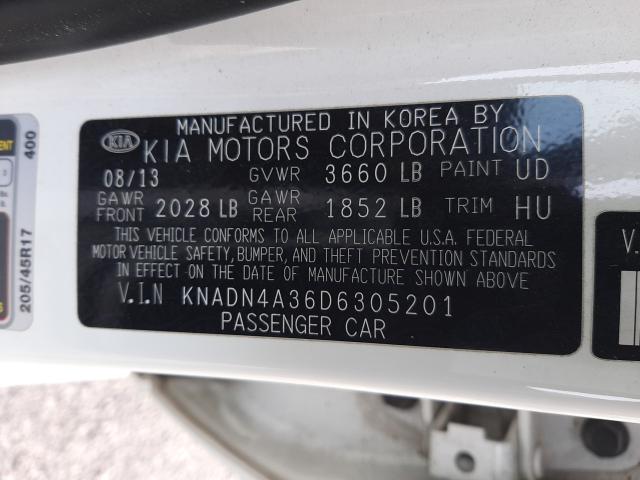 MANUFACTURED IN KOREA BY
KIA KIA MOTORS CORPORATION
08/13 GVWR 3660 LB PAINT UD
GAWR FRONT 2028 LB GAWR REAR 1852 LB TRIM HU
THIS VEHICLE CONFORMS TO ALL APPLICABLE U.S.A. FEDERAL
MOTOR VEHICLE SAFETY, BUMPER, AND THEFT PREVENTION STANDARDS
IN EFFECT ON THE DATE OF MANUFACTURE SHOWN ABOVE
V.I.N KNADN4A36D6305201
PASSENGER CAR
205/45R17
400
V.